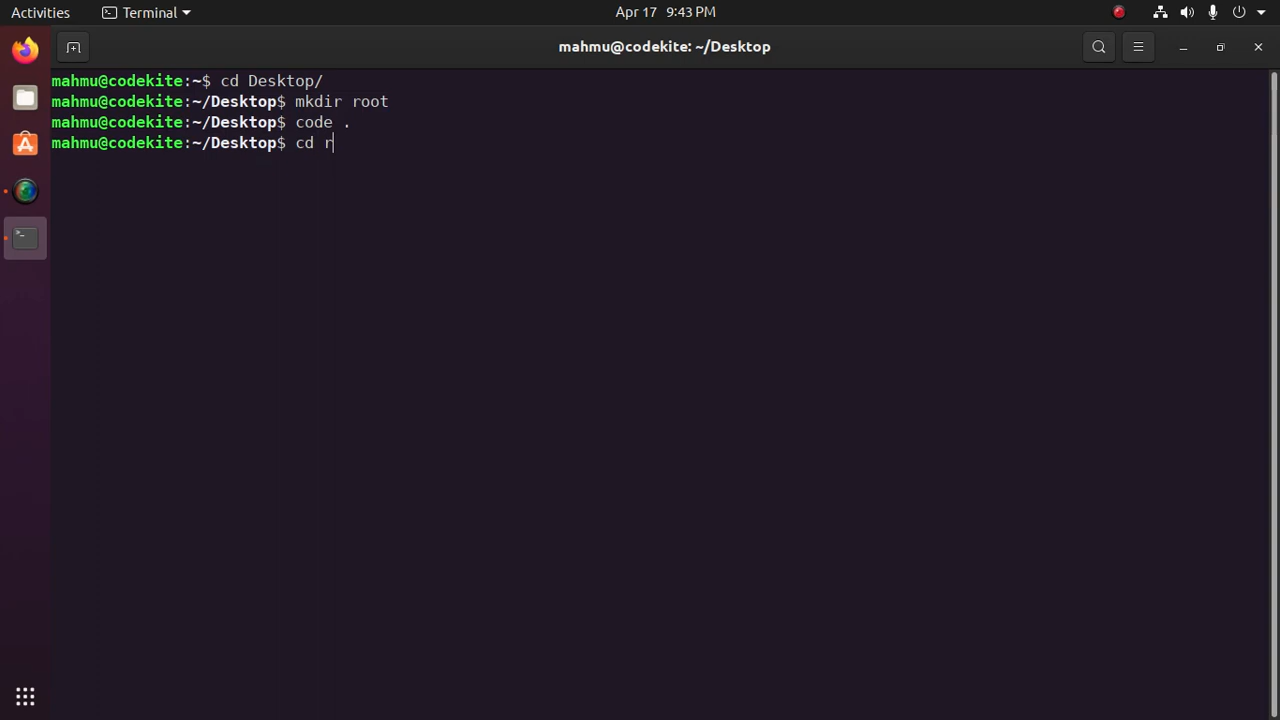 Activities Terminal Apr 17 9:43 PM
mahmu@codekite: ~/Desktop
mahmu@codekite:~$ cd Desktop/
mahmu@codekite:~/Desktop$ mkdir root
mahmu@codekite:~/Desktop$ code .
mahmu@codekite:~/Desktop$ cd r